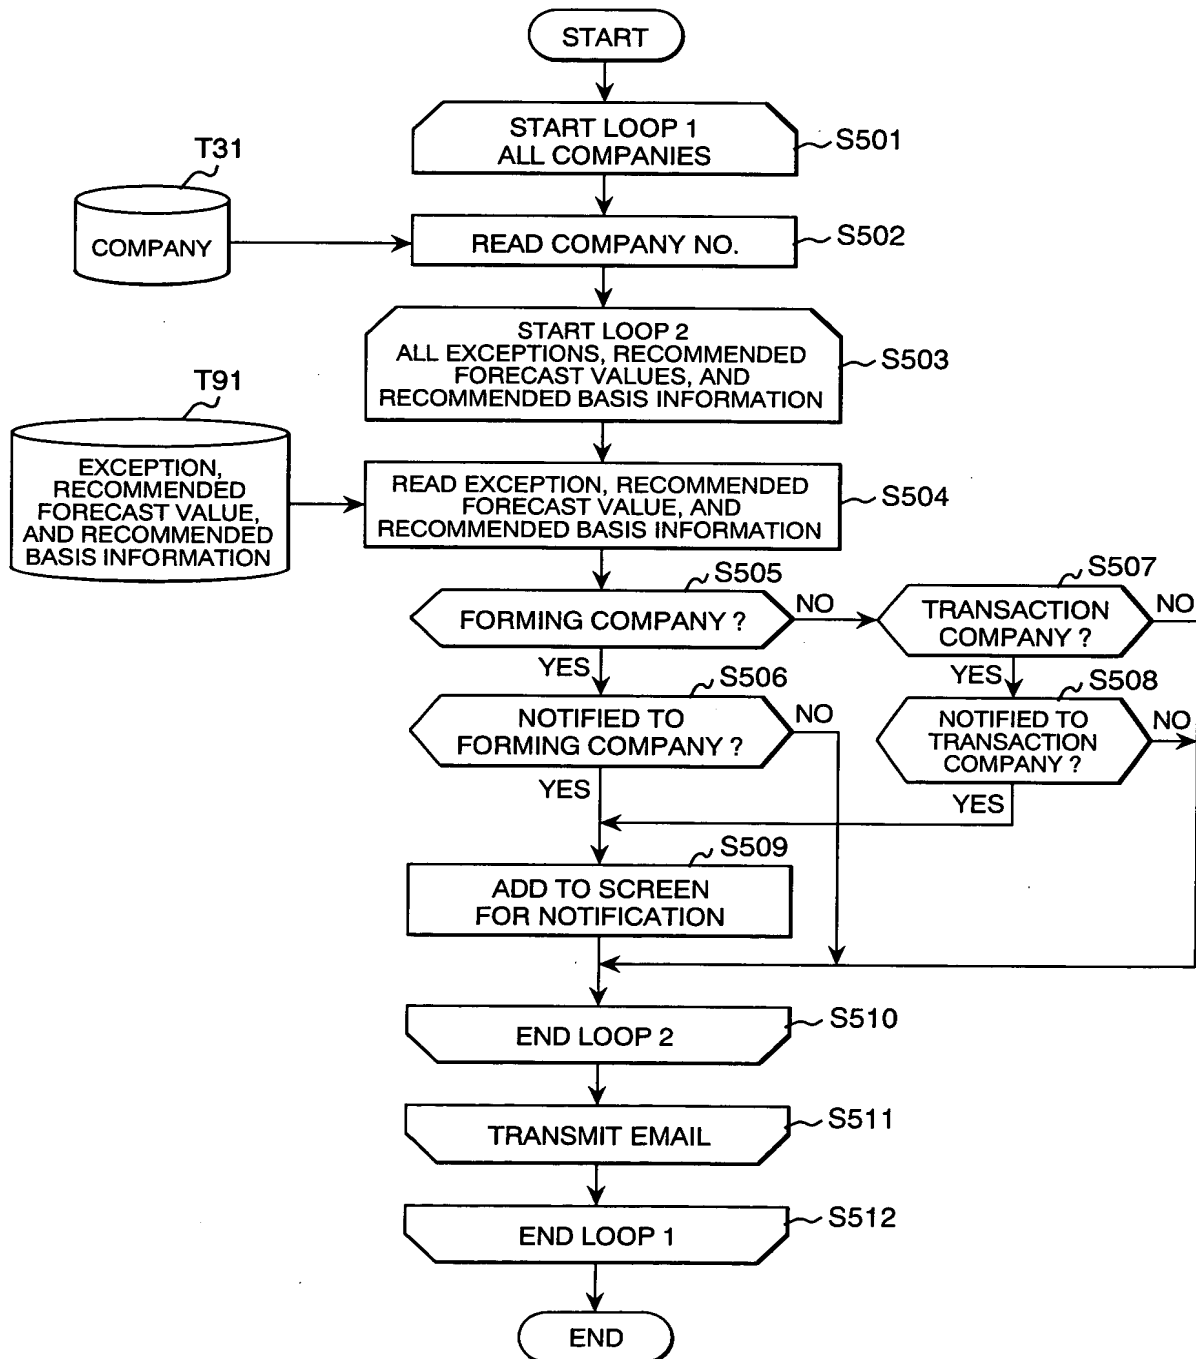 START
START LOOP 1
ALL COMPANIES
S501
T31
COMPANY
READ COMPANY NO.
S502
START LOOP 2
ALL EXCEPTIONS, RECOMMENDED
FORECAST VALUES, AND
RECOMMENDED BASIS INFORMATION
S503
T91
EXCEPTION,
RECOMMENDED
FORECAST VALUE,
AND RECOMMENDED
BASIS INFORMATION
READ EXCEPTION, RECOMMENDED
FORECAST VALUE, AND
RECOMMENDED BASIS INFORMATION
S504
S505
FORMING COMPANY ?
NO
YES
S507
TRANSACTION
COMPANY ?
NO
YES
S506
NOTIFIED TO
FORMING COMPANY ?
NO
YES
S508
NOTIFIED TO
TRANSACTION
COMPANY ?
NO
YES
S509
ADD TO SCREEN
FOR NOTIFICATION
END LOOP 2
S510
TRANSMIT EMAIL
S511
END LOOP 1
S512
END